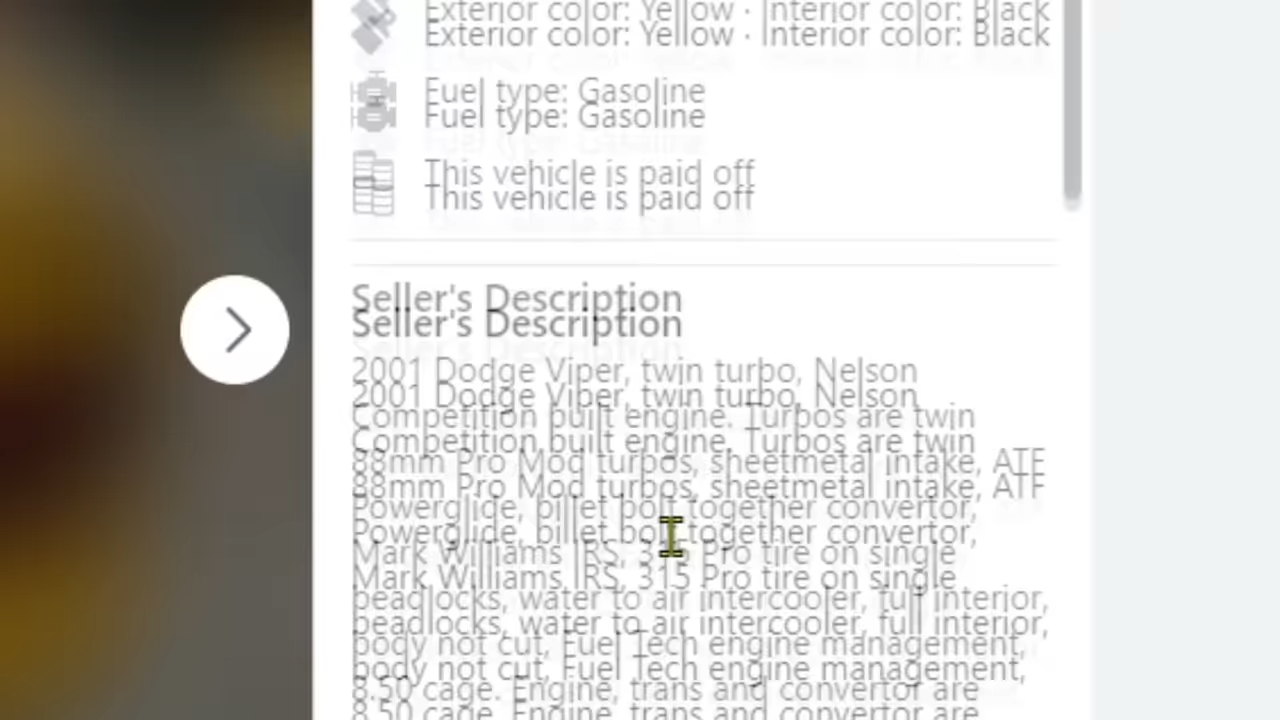 Exterior color: Yellow · Interior color: Black
Fuel type: Gasoline
This vehicle is paid off
Seller's Description
2001 Dodge Viper, twin turbo, Nelson
Competition built engine. Turbos are twin
88mm Pro Mod turbos, sheetmetal intake, ATF
Powerglide, billet bolt together convertor,
Mark Williams IRS, 315 Pro tire on single
beadlocks, water to air intercooler, full interior,
body not cut, Fuel Tech engine management,
8.50 cage. Engine, trans and convertor are